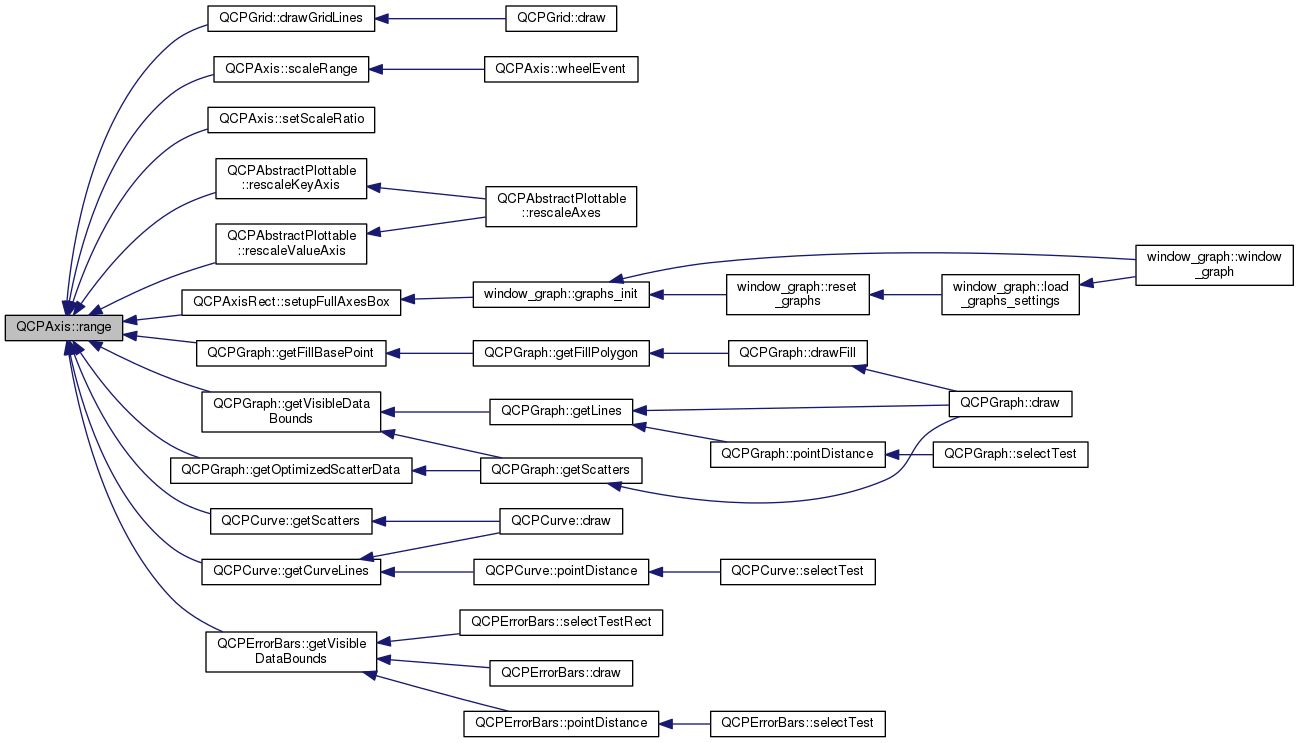 QCPGrid::drawGridLines
QCPGrid::draw
QCPAxis::scaleRange
QCPAxis::wheelEvent
QCPAxis::setScaleRatio
QCPAbstractPlottable
::rescaleKeyAxis
QCPAbstractPlottable
::rescaleAxes
QCPAbstractPlottable
::rescaleValueAxis
window_graph::window
_graph
QCPAxisRect::setupFullAxesBox
window_graph::graphs_init
window_graph::reset
_graphs
window_graph::load
_graphs_settings
QCPAxis::range
QCPGraph::getFillBasePoint
QCPGraph::getFillPolygon
QCPGraph::drawFill
QCPGraph::getVisibleData
Bounds
QCPGraph::getLines
QCPGraph::draw
QCPGraph::pointDistance
QCPGraph::selectTest
QCPGraph::getOptimizedScatterData
QCPGraph::getScatters
QCPCurve::getScatters
QCPCurve::draw
QCPCurve::getCurveLines
QCPCurve::pointDistance
QCPCurve::selectTest
QCPErrorBars::getVisible
DataBounds
QCPErrorBars::selectTestRect
QCPErrorBars::draw
QCPErrorBars::pointDistance
QCPErrorBars::selectTest